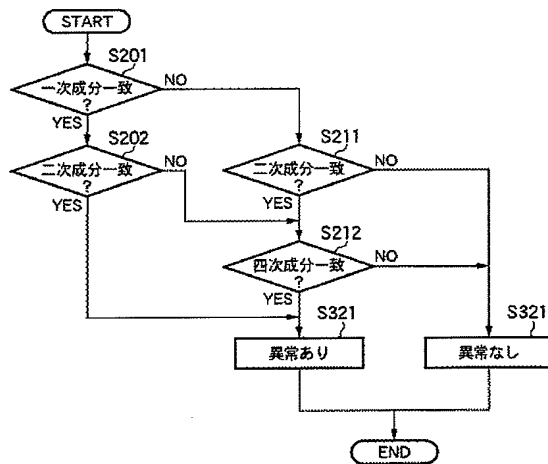 START
S201
一次成分一致
?
NO
YES
S202
二次成分一致
?
NO
YES
S211
二次成分一致
?
NO
YES
S212
四次成分一致
?
NO
YES
S321
異常あり
S321
異常なし
END